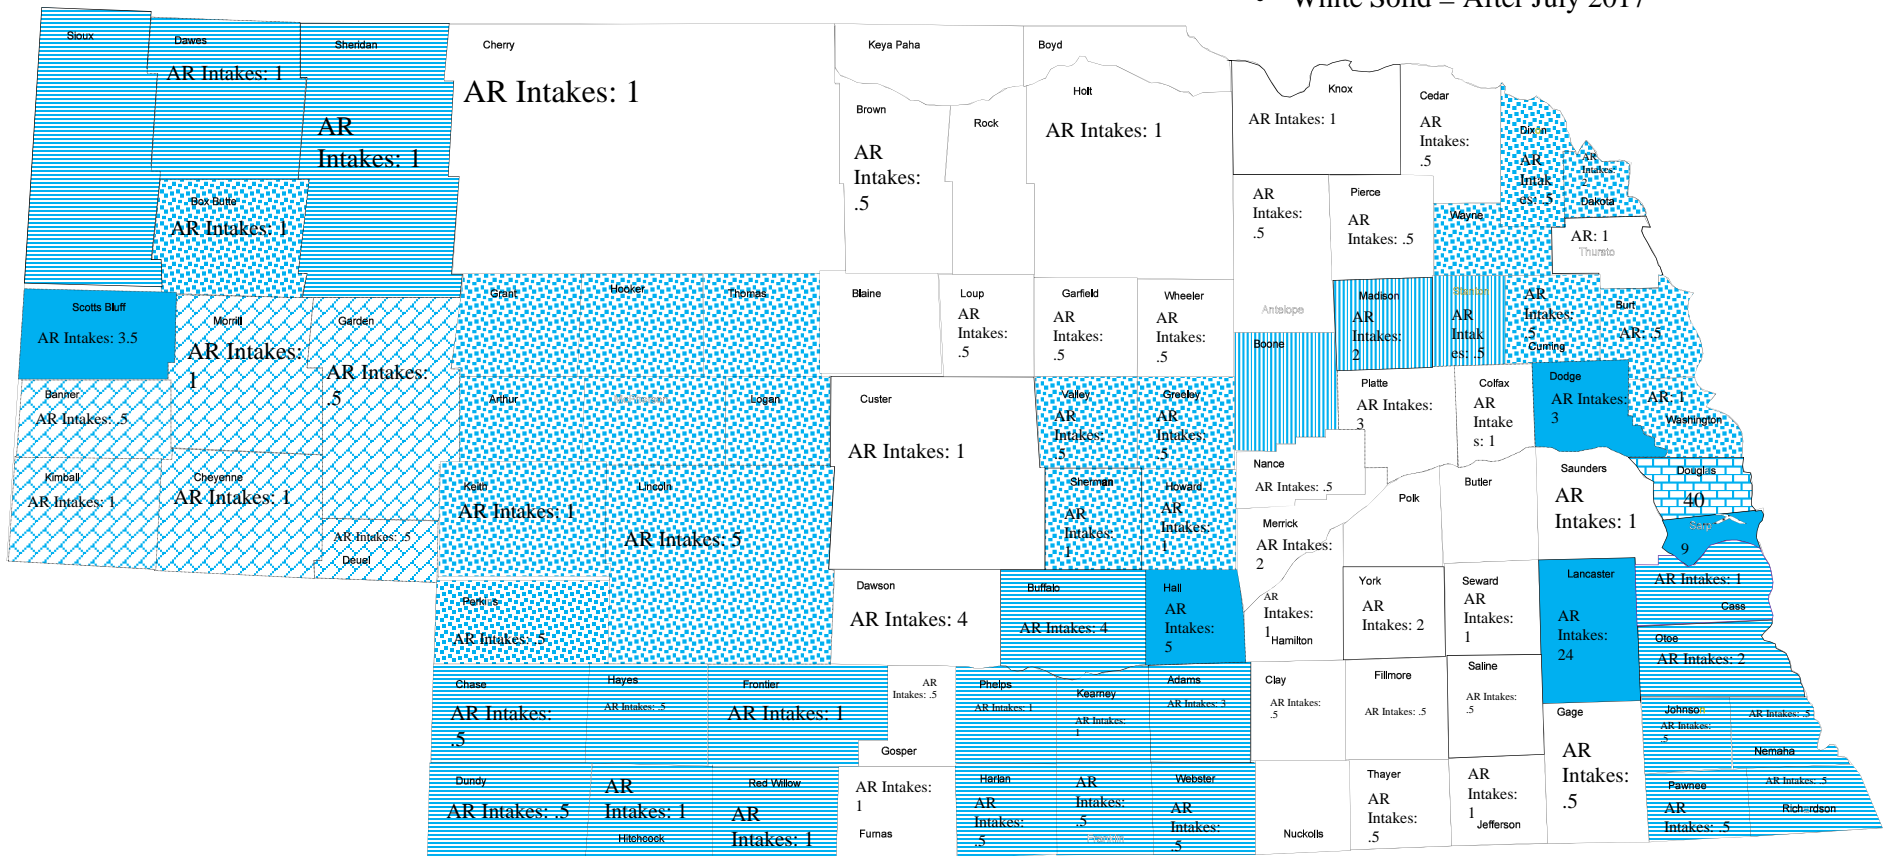 • White Solid = After July 2017
Sioux
Dawes
AR Intakes: 1
Sheridan
AR
Intakes: 1
Cherry
AR Intakes: 1
Keya Paha
Boyd
Brown
AR
Intakes:
.5
Rock
Holt
AR Intakes: 1
Knox
AR Intakes: 1
Cedar
AR
Intakes:
.5
Dixon
AR
Intak
es: .5
AR
Intakes:
2
Dakota
Box Butte
AR Intakes: 1
AR
Intakes:
.5
Antelope
Pierce
AR
Intakes: .5
Wayne
AR: 1
Thursto
Scotts Bluff
AR Intakes: 3.5
Morrill
AR Intakes:
1
Garden
AR Intakes:
.5
Grant
Hooker
Thomas
Blaine
Loup
AR
Intakes:
.5
Garfield
AR
Intakes:
.5
Wheeler
AR
Intakes:
.5
Boone
Madison
AR
Intakes:
2
Stanton
AR
Intak
es: .5
AR
Intakes:
.5
Cuming
Burt
AR: .5
Banner
AR Intakes: .5
Arthur
Logan
Custer
AR Intakes: 1
Valley
AR
Intakes:
.5
Greeley
AR
Intakes:
.5
Platte
AR Intakes:
3
Colfax
AR
Intake
s: 1
Dodge
AR Intakes:
3
AR: 1
Washington
Kimball
AR Intakes: 1
Cheyenne
AR Intakes: 1
AR Intakes: .5
Deuel
Keith
AR Intakes: 1
Lincoln
AR Intakes: 5
Sherman
AR
Intakes:
1
Howard
AR
Intakes:
1
Nance
AR Intakes: .5
Merrick
AR Intakes:
2
Polk
Butler
Saunders
AR
Intakes: 1
Douglas
40
Sarp
9
Perkins
AR Intakes: .5
Dawson
AR Intakes: 4
Buffalo
AR Intakes: 4
Hall
AR
Intakes:
5
AR
Intakes:
1
Hamilton
York
AR
Intakes: 2
Seward
AR
Intakes:
1
Lancaster
AR
Intakes:
24
AR Intakes: 1
Cass
Otoe
AR Intakes: 2
Chase
AR Intakes:
.5
Hayes
AR Intakes: .5
Frontier
AR Intakes: 1
AR
Intakes: .5
Gosper
Phelps
AR Intakes: 1
Kearney
AR Intakes:
1
Adams
AR Intakes: 3
Clay
AR Intakes:
.5
Fillmore
AR Intakes: .5
Saline
AR Intakes:
.5
Gage
AR
Intakes:
.5
Johnson
AR Intakes:
.5
AR Intakes: .5
Nemaha
Dundy
AR Intakes: .5
AR
Intakes: 1
Hitchcock
Red Willow
AR
Intakes: 1
AR Intakes:
1
Furnas
Harlan
AR
Intakes:
.5
AR
Intakes:
.5
Franklin
Webster
AR
Intakes:
.5
Nuckolls
Thayer
AR
Intakes:
.5
AR
Intakes:
1
Jefferson
Pawnee
AR
Intakes: .5
AR Intakes: .5
Rich
rdson